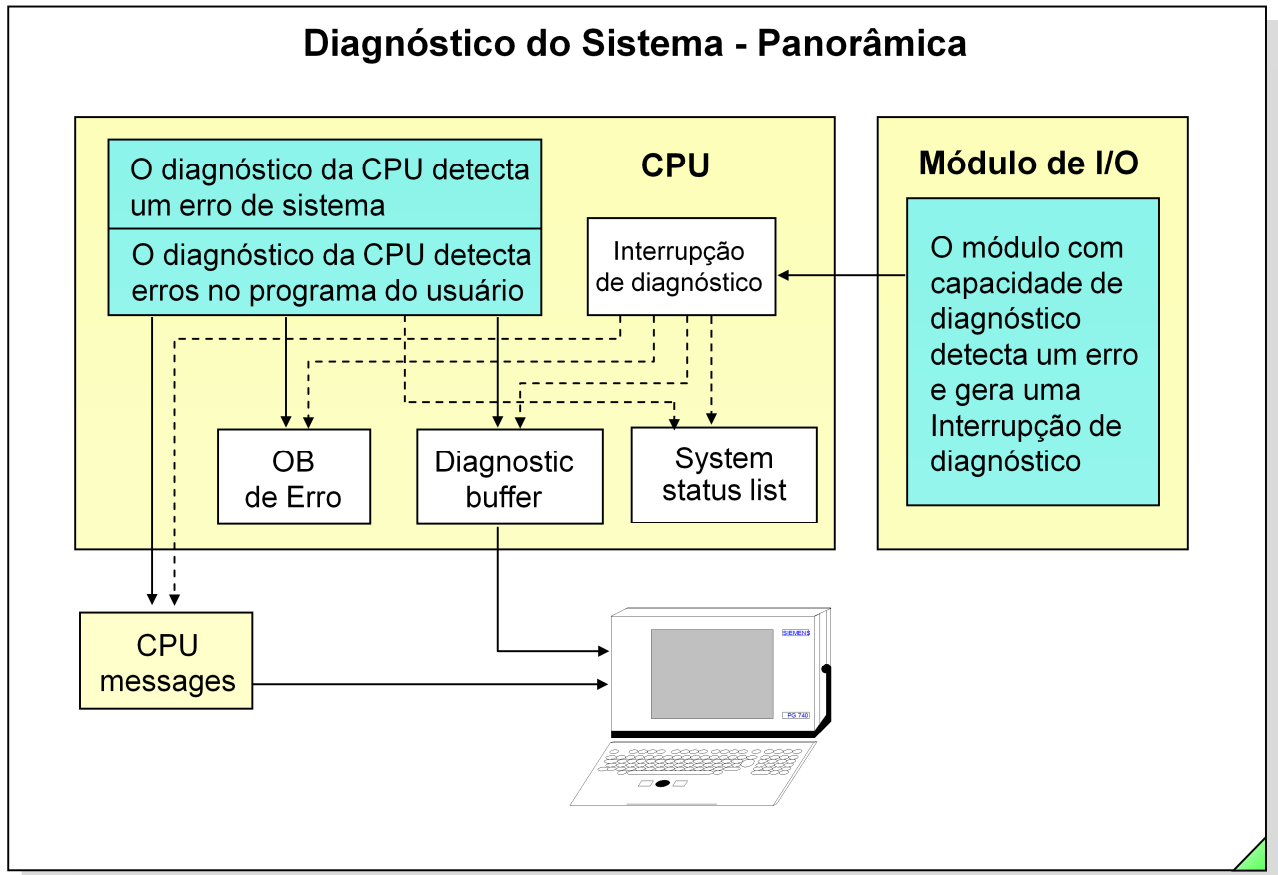 Diagnóstico do Sistema - Panorâmica
O diagnóstico da CPU detecta
um erro de sistema
O diagnóstico da CPU detecta
erros no programa do usuário
CPU
Interrupção
de diagnóstico
Módulo de I/O
O módulo com
capacidade de
diagnóstico
detecta um erro
e gera uma
Interrupção de
diagnóstico
OB
de Erro
Diagnostic
buffer
System
status list
CPU
messages
SIEMENS
PG 740